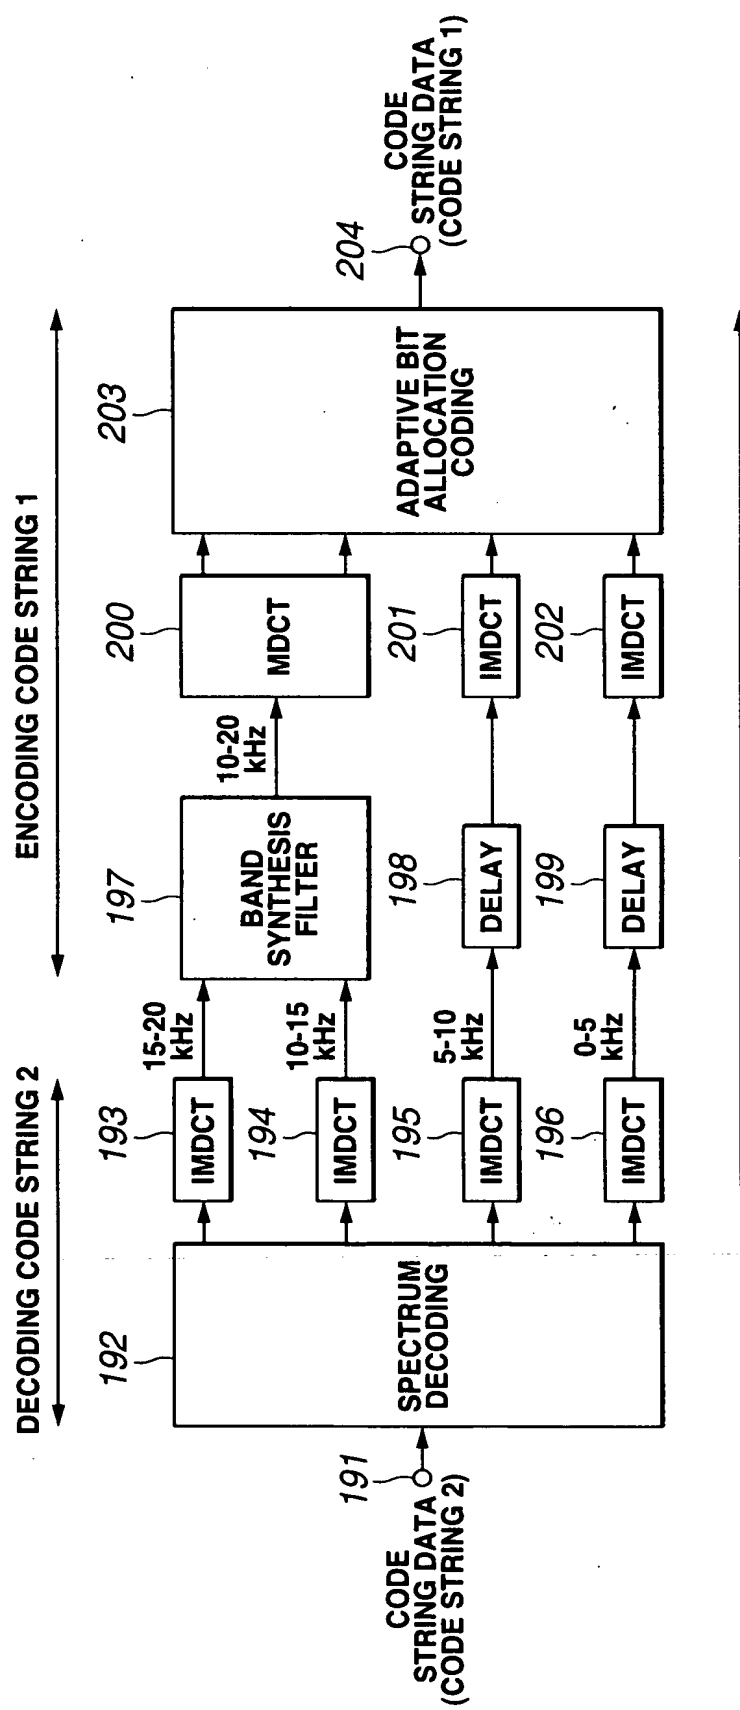 DECODING CODE STRING 2
ENCODING CODE STRING 1
CODE
STRING DATA
(CODE STRING 2)
191
192
SPECTRUM
DECODING
193
IMDCT
15-20
kHz
194
IMDCT
10-15
kHz
195
IMDCT
5-10
kHz
196
IMDCT
0-5
kHz
197
BAND
SYNTHESIS
FILTER
10-20
kHz
198
DELAY
199
DELAY
200
MDCT
201
IMDCT
202
IMDCT
203
ADAPTIVE BIT
ALLOCATION
CODING
204
CODE
STRING DATA
(CODE STRING 1)